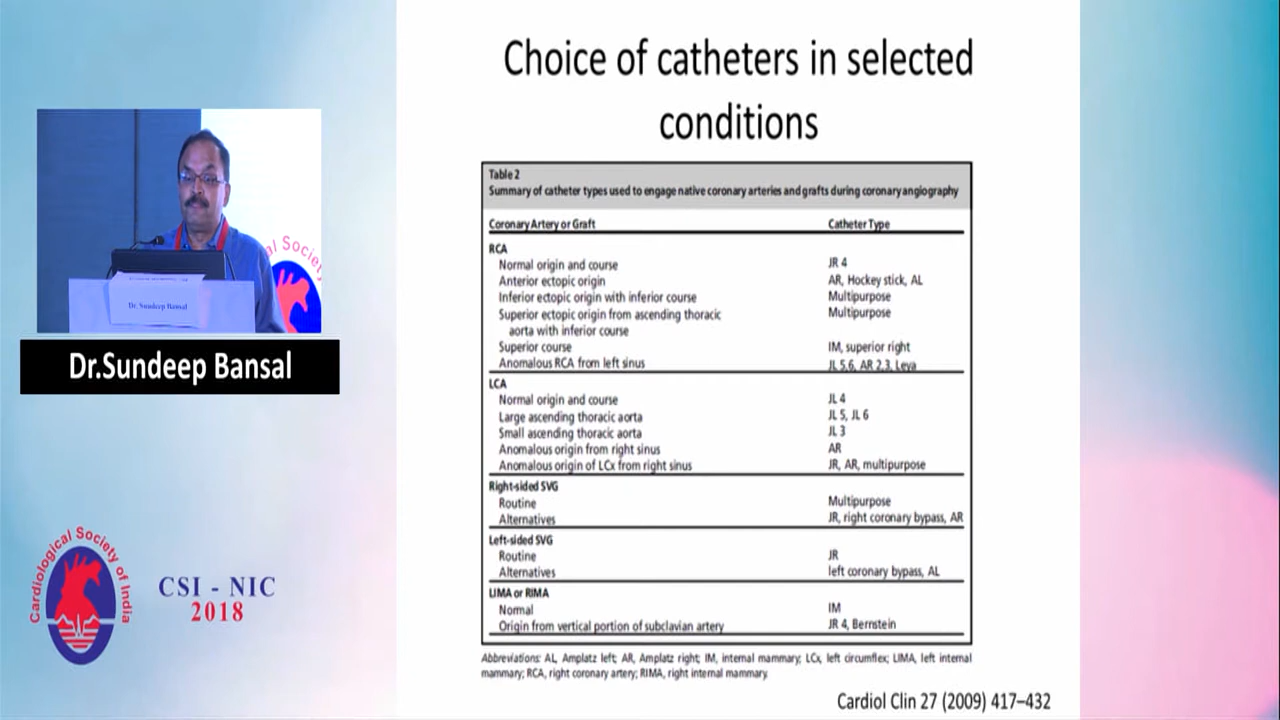 Choice of catheters in selected
conditions
Table 2
Summary of catheter types used to engage native coronary arteries and grafts during coronary angiography
Coronary Artery or Graft Catheter Type
RCA
Normal origin and course JR 4
Anterior ectopic origin AR, Hockey stick, AL
Inferior ectopic origin with inferior course Multipurpose
Superior ectopic origin from ascending thoracic Multipurpose
aorta with inferior course
Superior course IM, superior right
Anomalous RCA from left sinus JL 5,6, AR 2,3, Leva
LCA
Normal origin and course JL 4
Large ascending thoracic aorta JL 5, JL 6
Small ascending thoracic aorta JL 3
Anomalous origin from right sinus AR
Anomalous origin of LCx from right sinus JR, AR, multipurpose
Right-sided SVG
Routine Multipurpose
Alternatives JR, right coronary bypass, AR
Left-sided SVG
Routine JR
Alternatives left coronary bypass, AL
LIMA or RIMA
Normal IM
Origin from vertical portion of subclavian artery JR 4, Bernstein
Abbreviations: AL, Amplatz left; AR, Amplatz right; IM, internal mammary; LCx, left circumflex; LIMA, left internal
mammary; RCA, right coronary artery; RIMA, right internal mammary.
Cardiol Clin 27 (2009) 417–432
al Society
Dr. Sundeep Bansal
Dr.Sundeep Bansal
Cardiological Society of India
CSI - NIC
2018